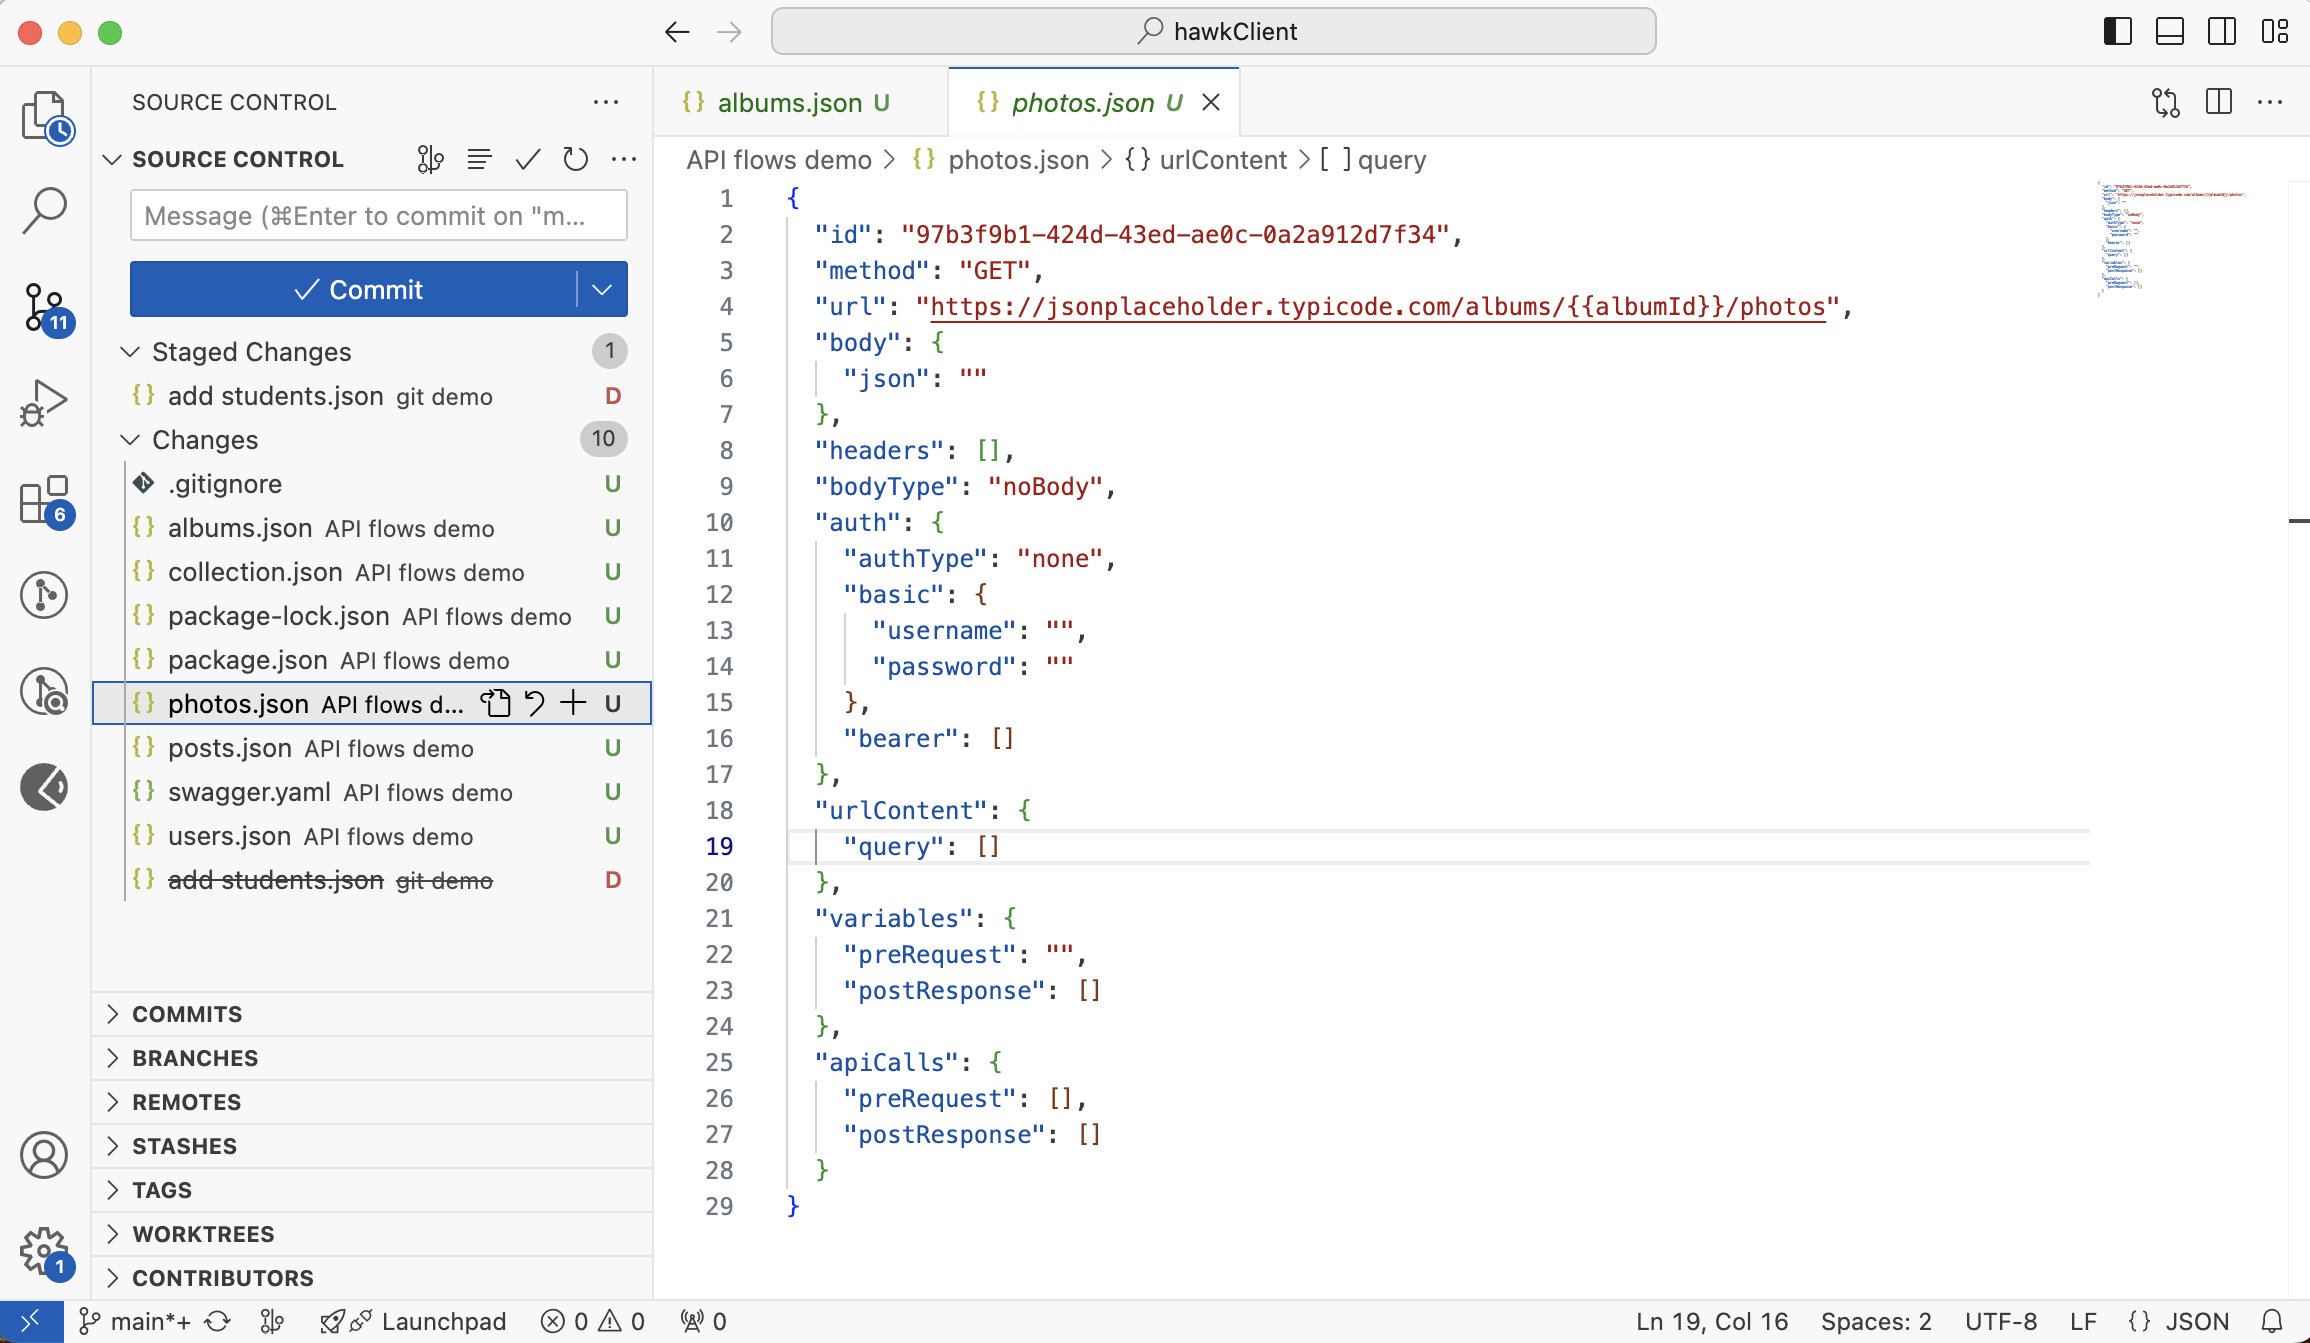 hawkClient
SOURCE CONTROL
SOURCE CONTROL
Message (⌘Enter to commit on "m...
Commit
Staged Changes 1
add students.json git demo D
Changes 10
.gitignore U
albums.json API flows demo U
collection.json API flows demo U
package-lock.json API flows demo U
package.json API flows demo U
photos.json API flows d... U
posts.json API flows demo U
swagger.yaml API flows demo U
users.json API flows demo U
add students.json git demo D
COMMITS
BRANCHES
REMOTES
STASHES
TAGS
WORKTREES
CONTRIBUTORS
11
6
1
{} albums.json U
{} photos.json U
API flows demo > {} photos.json > {} urlContent > [ ] query
1 {
2 "id": "97b3f9b1-424d-43ed-ae0c-0a2a912d7f34",
3 "method": "GET",
4 "url": "https://jsonplaceholder.typicode.com/albums/{{albumId}}/photos",
5 "body": {
6 "json": ""
7 },
8 "headers": [],
9 "bodyType": "noBody",
10 "auth": {
11 "authType": "none",
12 "basic": {
13 "username": "",
14 "password": ""
15 },
16 "bearer": []
17 },
18 "urlContent": {
19 "query": []
20 },
21 "variables": {
22 "preRequest": "",
23 "postResponse": []
24 },
25 "apiCalls": {
26 "preRequest": [],
27 "postResponse": []
28 }
29 }
main*+ Launchpad 0 0 0 Ln 19, Col 16 Spaces: 2 UTF-8 LF {} JSON